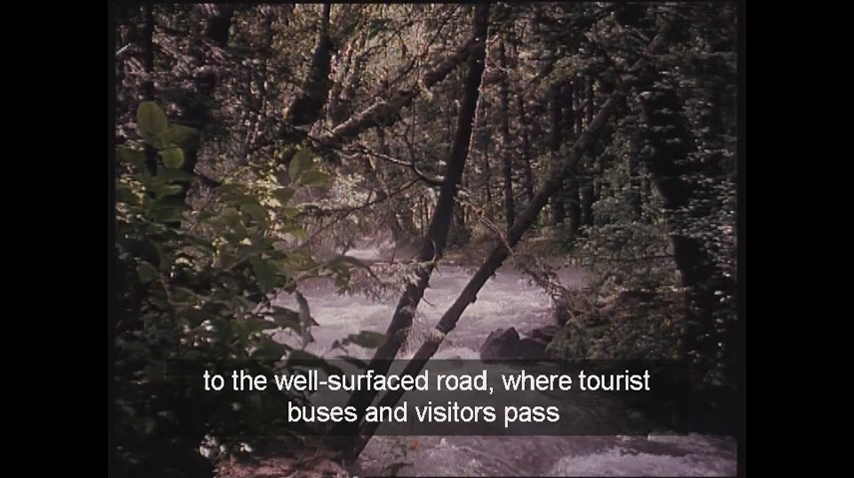 to the well-surfaced road, where tourist
buses and visitors pass